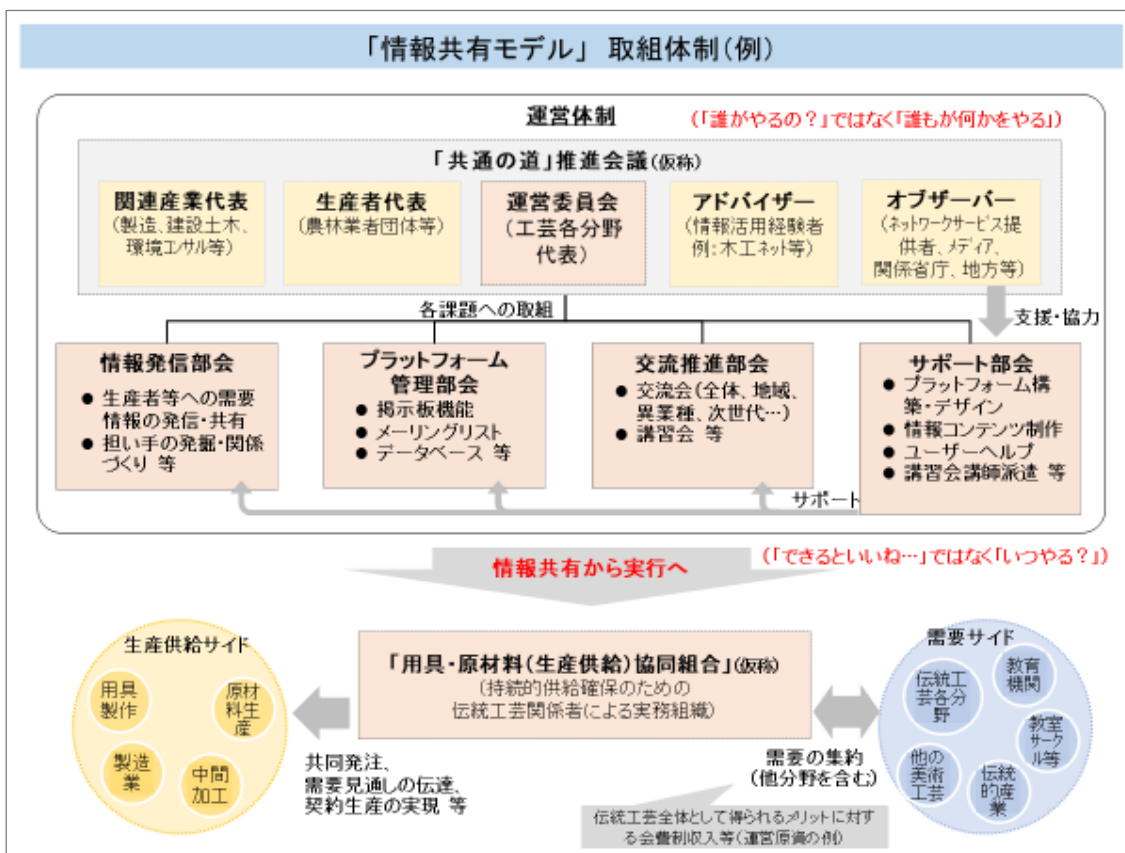 「情報共有モデル」 取組体制(例)
運営体制
(「誰がやるの？」ではなく「誰もが何かをやる」)
「共通の道」推進会議(仮称)
関連産業代表
(製造、建設土木、
環境コンサル等)
生産者代表
(農林業者団体等)
運営委員会
(工芸各分野
代表)
アドバイザー
(情報活用経験者
例：木工ネット等)
オブザーバー
(ネットワークサービス提
供者、メディア、
関係省庁、地方等)
各課題への取組
支援・協力
情報発信部会
● 生産者等への需要
情報の発信・共有
● 担い手の発掘・関係
づくり 等
プラットフォーム
管理部会
● 掲示板機能
● メーリングリスト
● データベース 等
交流推進部会
● 交流会(全体、地域、
異業種、次世代…)
● 講習会 等
サポート部会
● プラットフォーム構
築・デザイン
● 情報コンテンツ制作
● ユーザーヘルプ
● 講習会講師派遣 等
サポート
情報共有から実行へ
(「できるといいね…」ではなく「いつやる？」)
生産供給サイド
用具
製作
原材
料生
産
製造
業
中間
加工
「用具・原材料(生産供給)協同組合」(仮称)
(持続的供給確保のための
伝統工芸関係者による実務組織)
共同発注、
需要見通しの伝達、
契約生産の実現 等
需要の集約
(他分野を含む)
伝統工芸全体として得られるメリットに対す
る会費制収入等(運営原資の例)
需要サイド
伝統工
芸各分
野
教育
機関
教室
サーク
ル等
他の
美術
工芸
伝統
的産
業